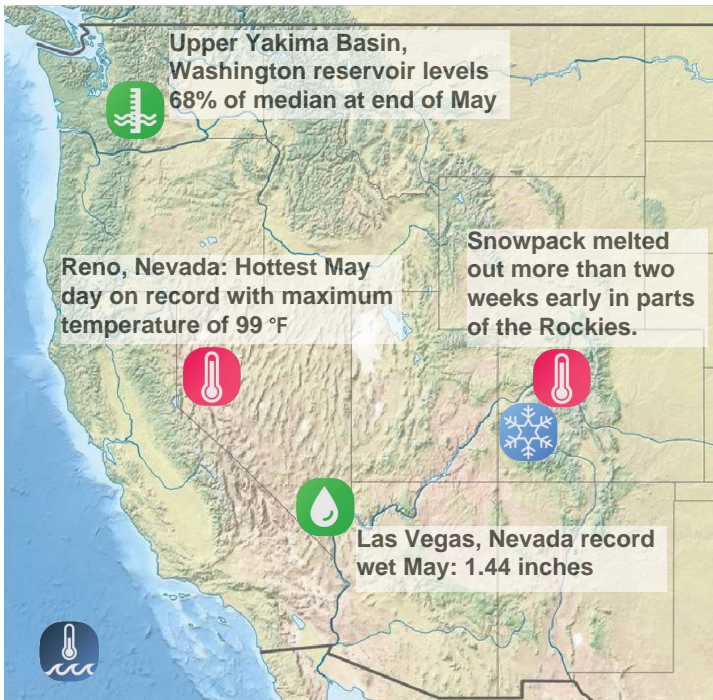 Upper Yakima Basin,
Washington reservoir levels
68% of median at end of May
Snowpack melted
out more than two
weeks early in parts
of the Rockies.
Reno, Nevada: Hottest May
day on record with maximum
temperature of 99 °F
Las Vegas, Nevada record
wet May: 1.44 inches